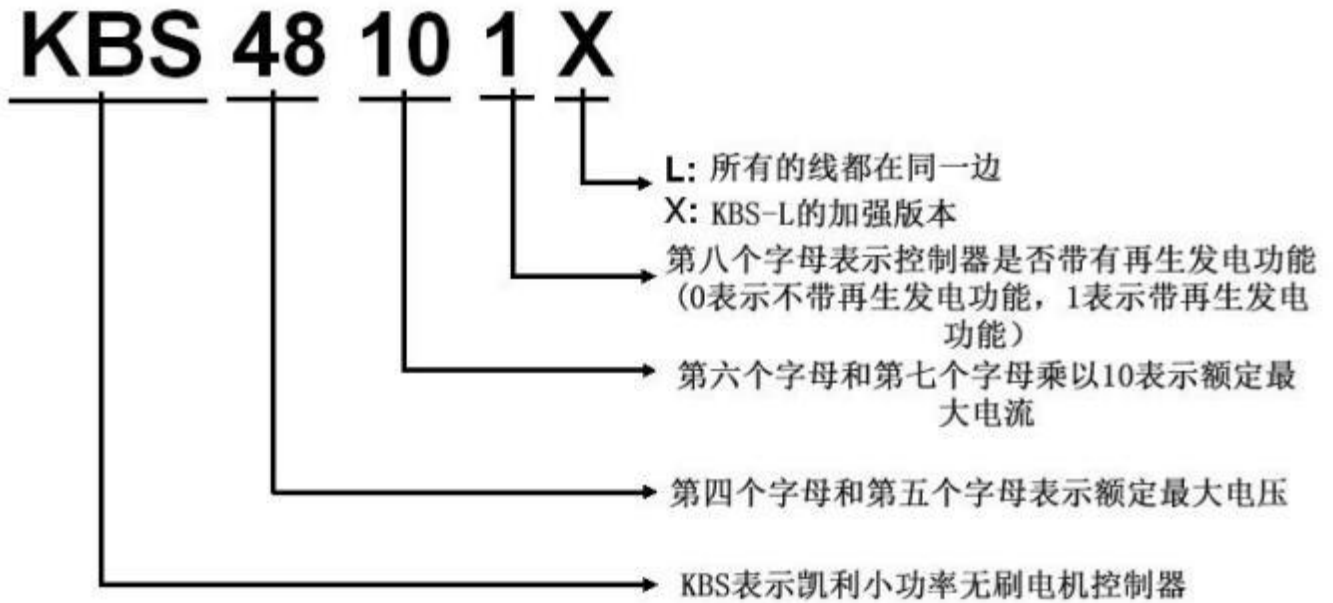 KBS 48 10 1 X
L: 所有的线都在同一边
X: KBS-L的加强版本
第八个字母表示控制器是否带有再生发电功能
(0表示不带再生发电功能，1表示带再生发电
功能）
第六个字母和第七个字母乘以10表示额定最
大电流
第四个字母和第五个字母表示额定最大电压
KBS表示凯利小功率无刷电机控制器